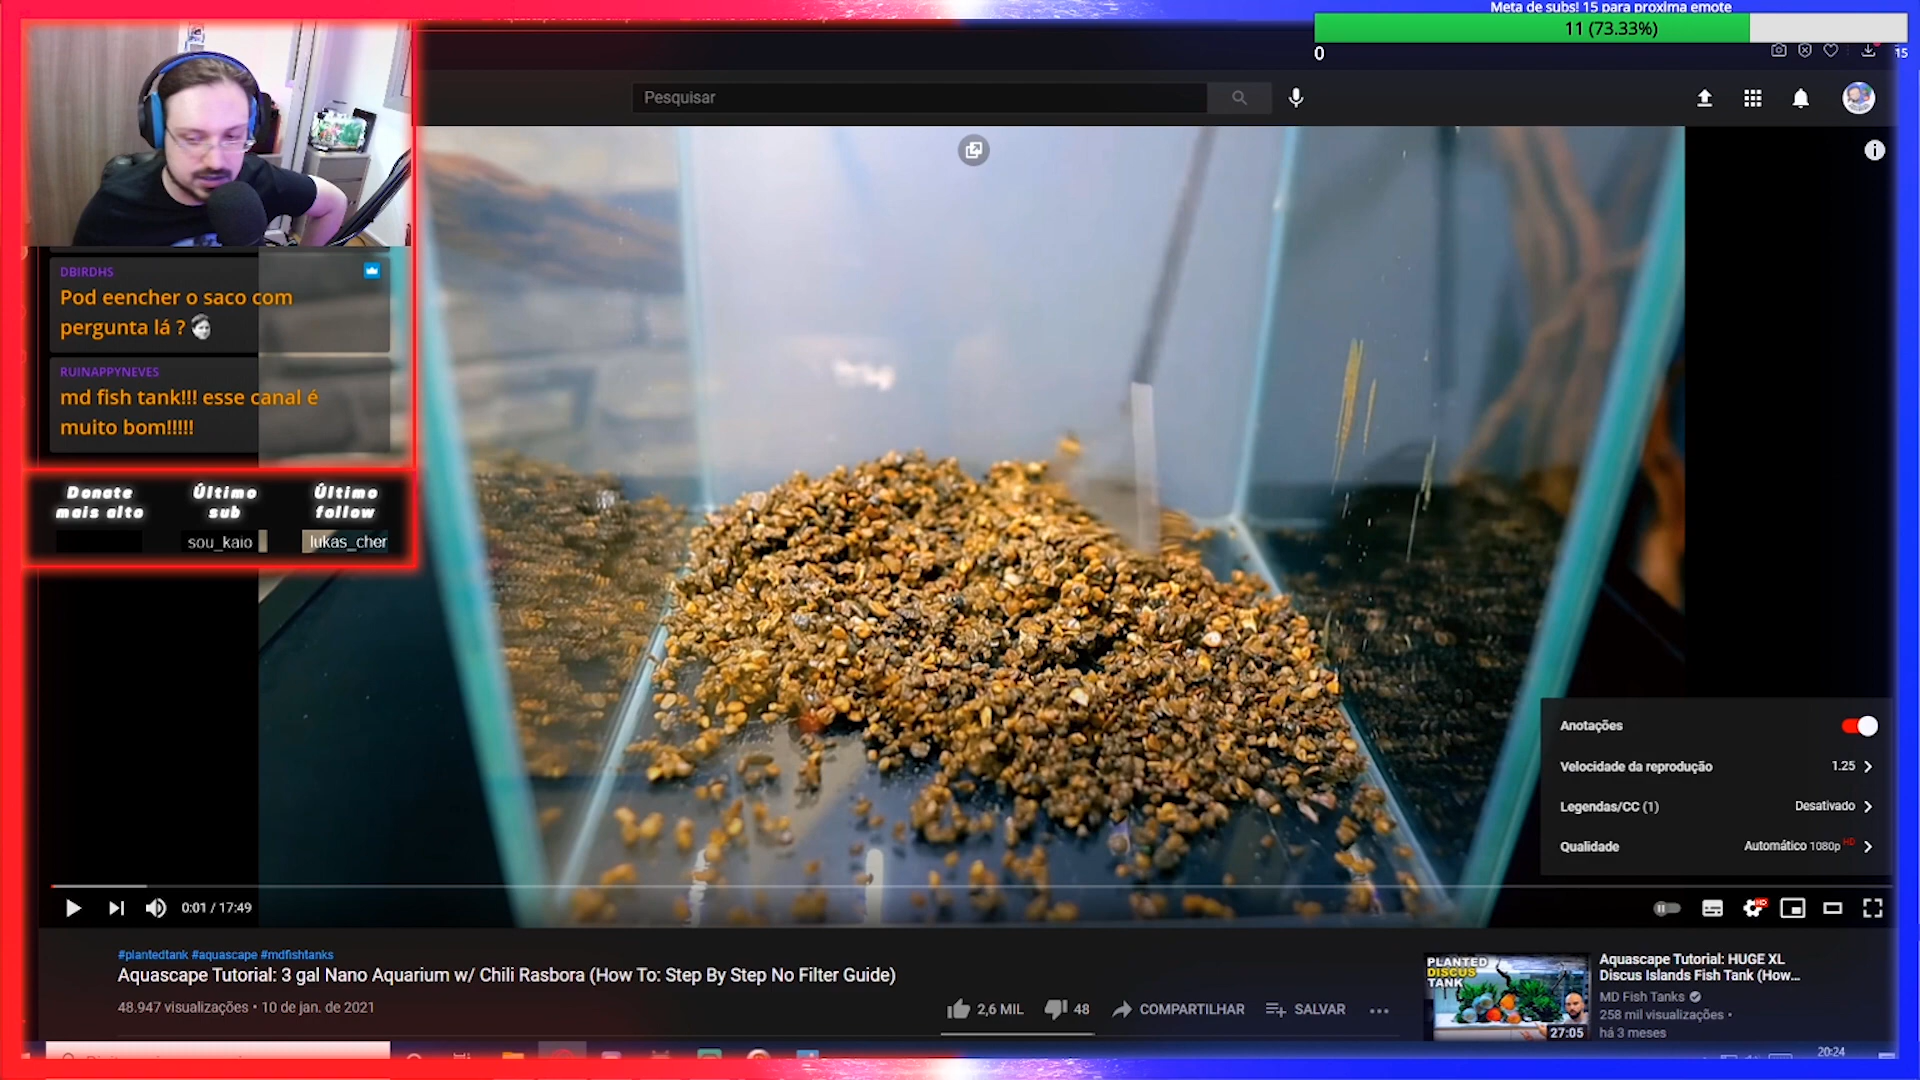 Meta de subs! 15 para proxima emote
11 (73.33%)
0
15
Pesquisar
DBIRDHS
Pod eencher o saco com
pergunta lá ?
RUINAPPYNEVES
md fish tank!!! esse canal é
muito bom!!!!!
Donate
mais alto
Último
sub
Último
follow
sou_kaio
lukas_cher
Anotações
Velocidade da reprodução
1.25
Legendas/CC (1)
Desativado
Qualidade
Automático 1080p HD
0:01 / 17:49
HD
#plantedtank #aquascape #mdfishtanks
Aquascape Tutorial: 3 gal Nano Aquarium w/ Chili Rasbora (How To: Step By Step No Filter Guide)
48.947 visualizações • 10 de jan. de 2021
2,6 MIL
48
COMPARTILHAR
SALVAR
PLANTED
DISCUS
TANK
27:05
Aquascape Tutorial: HUGE XL
Discus Islands Fish Tank (How...
MD Fish Tanks
258 mil visualizações •
há 3 meses
20:24